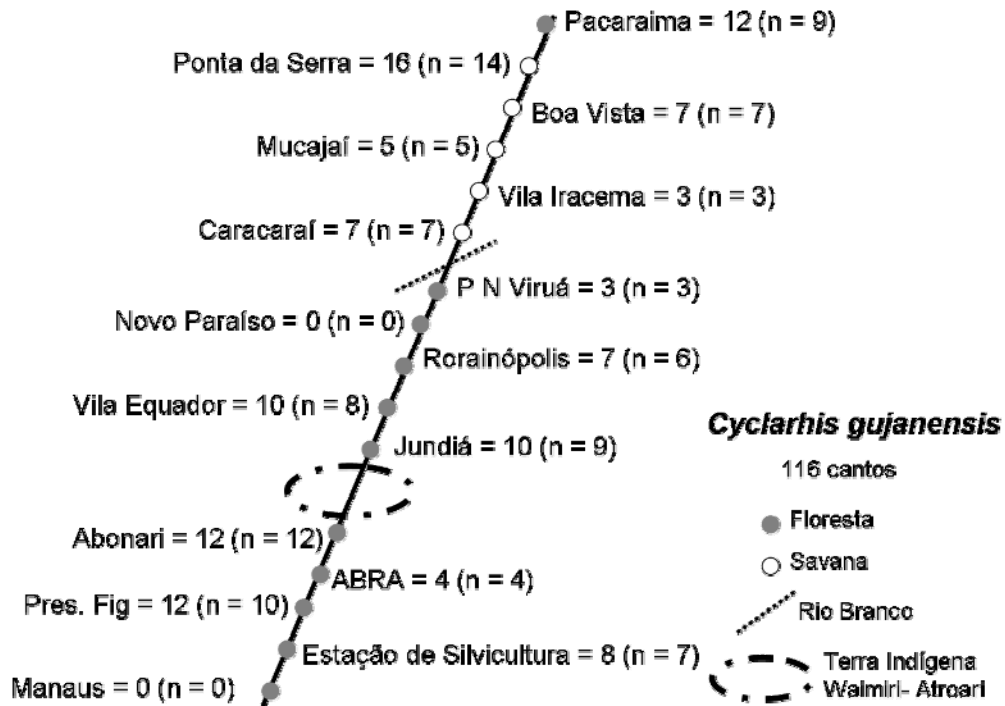 Pacaraima = 12 (n = 9)
Ponta da Serra = 16 (n = 14)
Boa Vista = 7 (n = 7)
Mucajaí = 5 (n = 5)
Vila Iracema = 3 (n = 3)
Caracaraí = 7 (n = 7)
P N Viruá = 3 (n = 3)
Novo Paraíso = 0 (n = 0)
Rorainópolis = 7 (n = 6)
Vila Equador = 10 (n = 8)
Jundiá = 10 (n = 9)
Abonari = 12 (n = 12)
ABRA = 4 (n = 4)
Pres. Fig = 12 (n = 10)
Estação de Silvicultura = 8 (n = 7)
Manaus = 0 (n = 0)
Cyclarhis gujanensis
116 cantos
Floresta
Savana
Rio Branco
Terra Indígena
Waimiri- Atroari